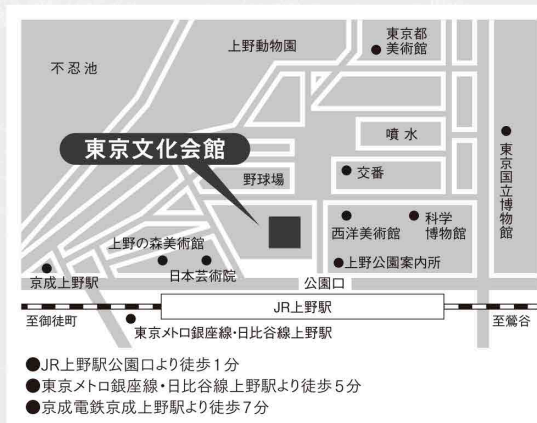 東京都
美術館
上野動物園
不忍池
噴水
東京文化会館
交番
東京国立博物館
野球場
西洋美術館
科学
博物館
上野の森美術館
日本芸術院
上野公園案内所
京成上野駅
公園口
JR上野駅
至御徒町
至鶯谷
東京メトロ銀座線・日比谷線上野駅
●JR上野駅公園口より徒歩1分
●東京メトロ銀座線・日比谷線上野駅より徒歩5分
●京成電鉄京成上野駅より徒歩7分